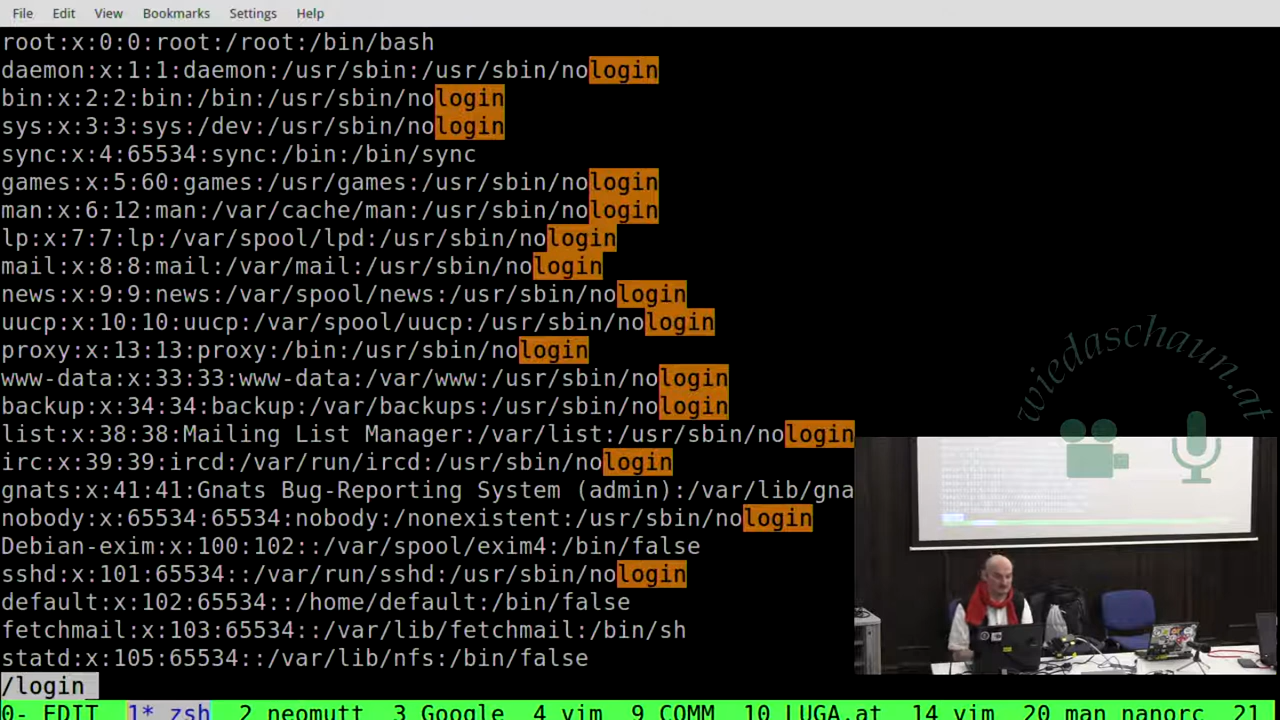 File Edit View Bookmarks Settings Help
root:x:0:0:root:/root:/bin/bash
daemon:x:1:1:daemon:/usr/sbin:/usr/sbin/nologin
bin:x:2:2:bin:/bin:/usr/sbin/nologin
sys:x:3:3:sys:/dev:/usr/sbin/nologin
sync:x:4:65534:sync:/bin:/bin/sync
games:x:5:60:games:/usr/games:/usr/sbin/nologin
man:x:6:12:man:/var/cache/man:/usr/sbin/nologin
lp:x:7:7:lp:/var/spool/lpd:/usr/sbin/nologin
mail:x:8:8:mail:/var/mail:/usr/sbin/nologin
news:x:9:9:news:/var/spool/news:/usr/sbin/nologin
uucp:x:10:10:uucp:/var/spool/uucp:/usr/sbin/nologin
proxy:x:13:13:proxy:/bin:/usr/sbin/nologin
www-data:x:33:33:www-data:/var/www:/usr/sbin/nologin
backup:x:34:34:backup:/var/backups:/usr/sbin/nologin
list:x:38:38:Mailing List Manager:/var/list:/usr/sbin/nologin
irc:x:39:39:ircd:/var/run/ircd:/usr/sbin/nologin
gnats:x:41:41:Gnats Bug-Reporting System (admin):/var/lib/gna
nobody:x:65534:65534:nobody:/nonexistent:/usr/sbin/nologin
Debian-exim:x:100:102::/var/spool/exim4:/bin/false
sshd:x:101:65534::/var/run/sshd:/usr/sbin/nologin
default:x:102:65534::/home/default:/bin/false
fetchmail:x:103:65534::/var/lib/fetchmail:/bin/sh
statd:x:105:65534::/var/lib/nfs:/bin/false
/login
0- EDIT 1* zsh 2 neomutt 3 Google 4 vim 9 COMM 10 LUGA.at 14 vim 20 man nanorc 21
wiedaschaun.at